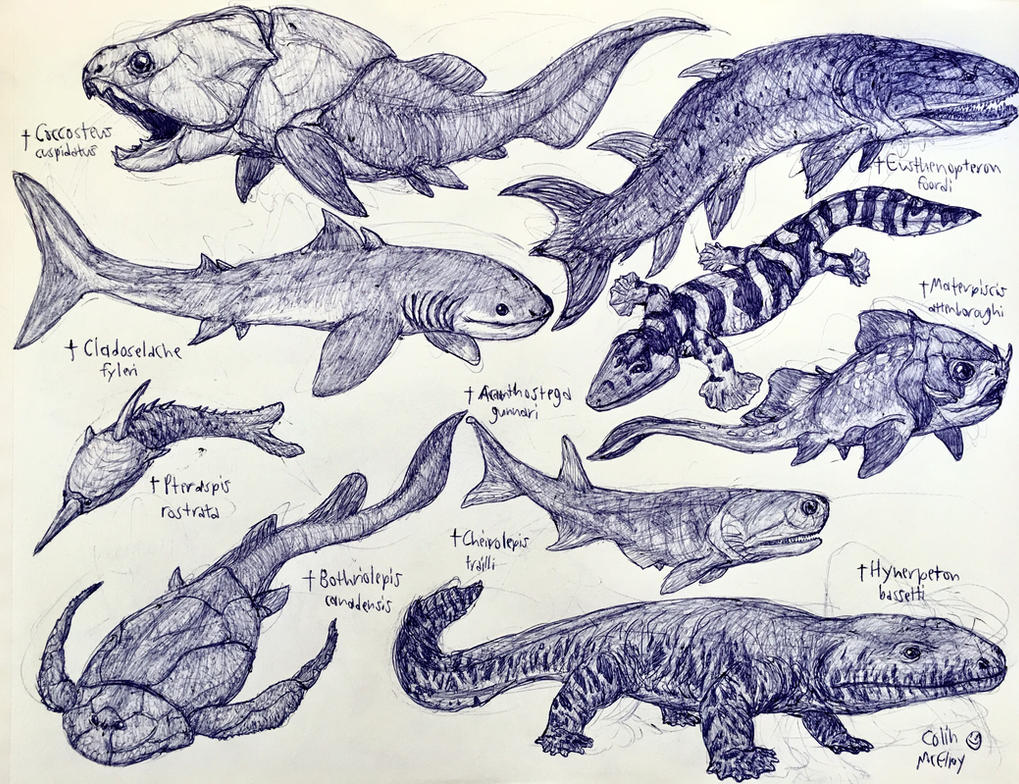 † Coccosteus
cuspidatus
† Eusthenopteron
foordi
† Materpiscis
attenboroughi
† Cladoselache
fyleri
† Acanthostega
gunnari
† Pteraspis
rostrata
† Cheirolepis
trailli
† Bothriolepis
canadensis
† Hynerpeton
bassetti
Colin
McElroy